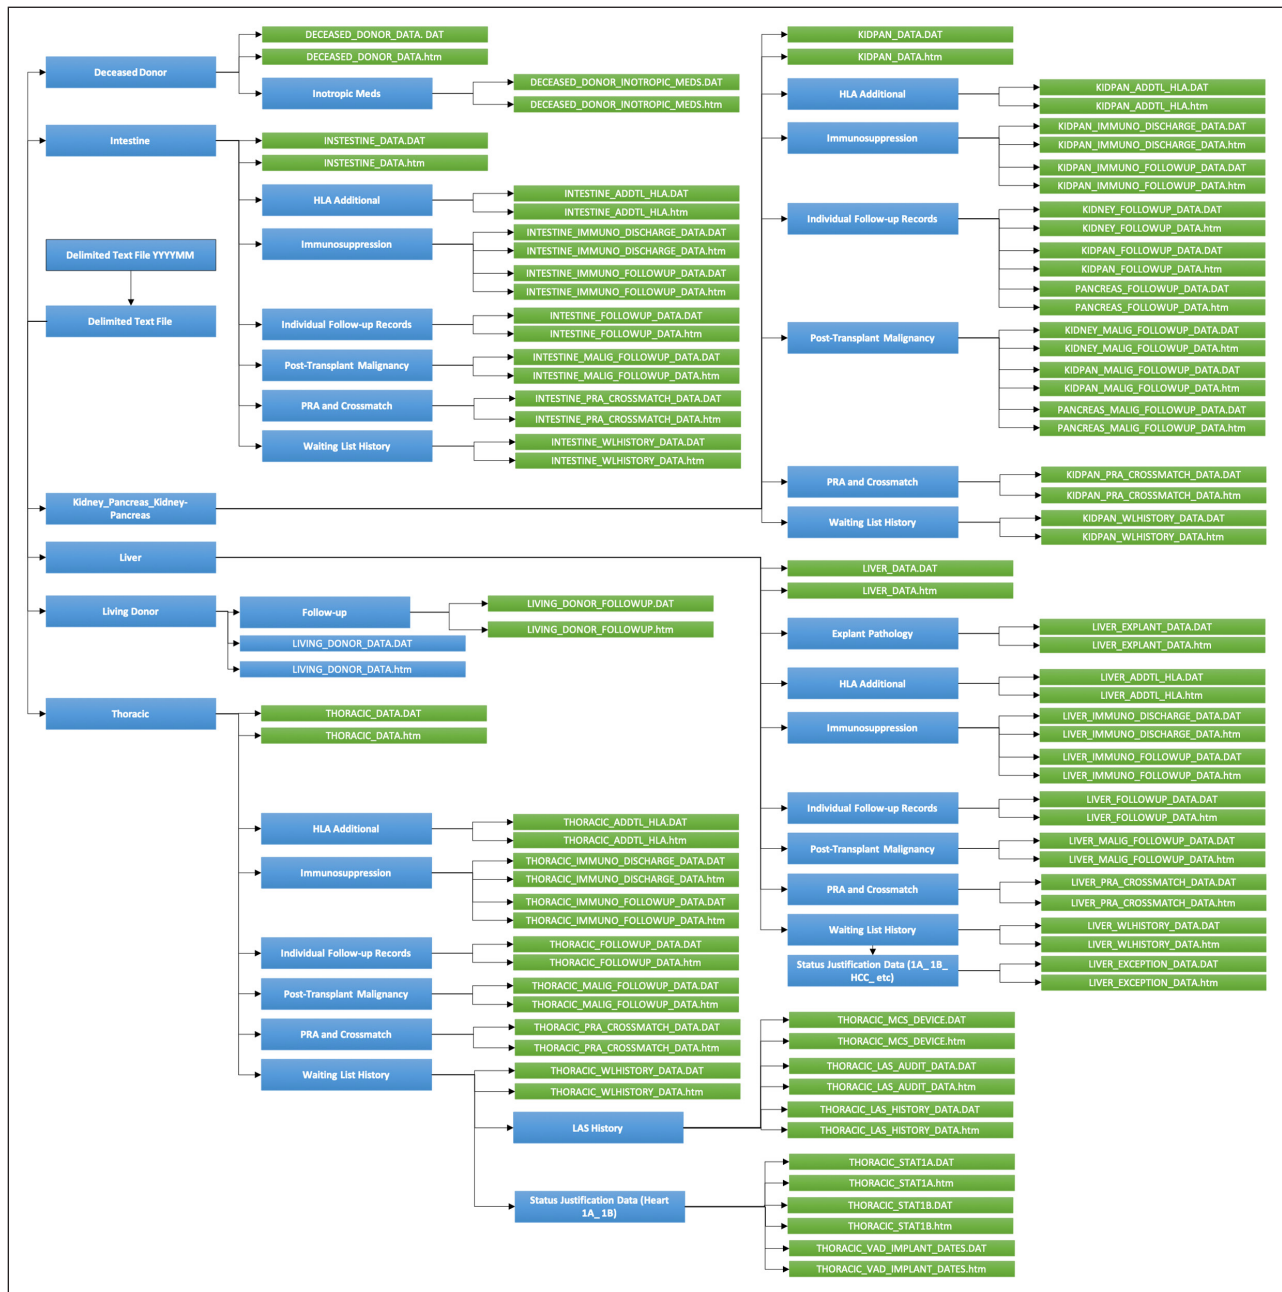 Deceased Donor
DECEASED_DONOR_DATA. DAT
DECEASED_DONOR_DATA.htm
Inotropic Meds
DECEASED_DONOR_INOTROPIC_MEDS.DAT
DECEASED_DONOR_INOTROPIC_MEDS.htm
Intestine
INSTESTINE_DATA.DAT
INSTESTINE_DATA.htm
HLA Additional
INTESTINE_ADDTL_HLA.DAT
INTESTINE_ADDTL_HLA.htm
Immunosuppression
INTESTINE_IMMUNO_DISCHARGE_DATA.DAT
INTESTINE_IMMUNO_DISCHARGE_DATA.htm
INTESTINE_IMMUNO_FOLLOWUP_DATA.DAT
INTESTINE_IMMUNO_FOLLOWUP_DATA.htm
Individual Follow-up Records
INTESTINE_FOLLOWUP_DATA.DAT
INTESTINE_FOLLOWUP_DATA.htm
Post-Transplant Malignancy
INTESTINE_MALIG_FOLLOWUP_DATA.DAT
INTESTINE_MALIG_FOLLOWUP_DATA.htm
PRA and Crossmatch
INTESTINE_PRA_CROSSMATCH_DATA.DAT
INTESTINE_PRA_CROSSMATCH_DATA.htm
Waiting List History
INTESTINE_WLHISTORY_DATA.DAT
INTESTINE_WLHISTORY_DATA.htm
Delimited Text File YYYYMM
Delimited Text File
Kidney_Pancreas_Kidney-
Pancreas
KIDPAN_DATA.DAT
KIDPAN_DATA.htm
HLA Additional
KIDPAN_ADDTL_HLA.DAT
KIDPAN_ADDTL_HLA.htm
Immunosuppression
KIDPAN_IMMUNO_DISCHARGE_DATA.DAT
KIDPAN_IMMUNO_DISCHARGE_DATA.htm
KIDPAN_IMMUNO_FOLLOWUP_DATA.DAT
KIDPAN_IMMUNO_FOLLOWUP_DATA.htm
Individual Follow-up Records
KIDNEY_FOLLOWUP_DATA.DAT
KIDNEY_FOLLOWUP_DATA.htm
KIDPAN_FOLLOWUP_DATA.DAT
KIDPAN_FOLLOWUP_DATA.htm
PANCREAS_FOLLOWUP_DATA.DAT
PANCREAS_FOLLOWUP_DATA.htm
Post-Transplant Malignancy
KIDNEY_MALIG_FOLLOWUP_DATA.DAT
KIDNEY_MALIG_FOLLOWUP_DATA.htm
KIDPAN_MALIG_FOLLOWUP_DATA.DAT
KIDPAN_MALIG_FOLLOWUP_DATA.htm
PANCREAS_MALIG_FOLLOWUP_DATA.DAT
PANCREAS_MALIG_FOLLOWUP_DATA.htm
PRA and Crossmatch
KIDPAN_PRA_CROSSMATCH_DATA.DAT
KIDPAN_PRA_CROSSMATCH_DATA.htm
Waiting List History
KIDPAN_WLHISTORY_DATA.DAT
KIDPAN_WLHISTORY_DATA.htm
Liver
LIVER_DATA.DAT
LIVER_DATA.htm
Explant Pathology
LIVER_EXPLANT_DATA.DAT
LIVER_EXPLANT_DATA.htm
HLA Additional
LIVER_ADDTL_HLA.DAT
LIVER_ADDTL_HLA.htm
Immunosuppression
LIVER_IMMUNO_DISCHARGE_DATA.DAT
LIVER_IMMUNO_DISCHARGE_DATA.htm
LIVER_IMMUNO_FOLLOWUP_DATA.DAT
LIVER_IMMUNO_FOLLOWUP_DATA.htm
Individual Follow-up Records
LIVER_FOLLOWUP_DATA.DAT
LIVER_FOLLOWUP_DATA.htm
Post-Transplant Malignancy
LIVER_MALIG_FOLLOWUP_DATA.DAT
LIVER_MALIG_FOLLOWUP_DATA.htm
PRA and Crossmatch
LIVER_PRA_CROSSMATCH_DATA.DAT
LIVER_PRA_CROSSMATCH_DATA.htm
Waiting List History
LIVER_WLHISTORY_DATA.DAT
LIVER_WLHISTORY_DATA.htm
Status Justification Data (1A_ 1B_
HCC_ etc)
LIVER_EXCEPTION_DATA.DAT
LIVER_EXCEPTION_DATA.htm
Living Donor
Follow-up
LIVING_DONOR_FOLLOWUP.DAT
LIVING_DONOR_FOLLOWUP.htm
LIVING_DONOR_DATA.DAT
LIVING_DONOR_DATA.htm
Thoracic
THORACIC_DATA.DAT
THORACIC_DATA.htm
HLA Additional
THORACIC_ADDTL_HLA.DAT
THORACIC_ADDTL_HLA.htm
Immunosuppression
THORACIC_IMMUNO_DISCHARGE_DATA.DAT
THORACIC_IMMUNO_DISCHARGE_DATA.htm
THORACIC_IMMUNO_FOLLOWUP_DATA.DAT
THORACIC_IMMUNO_FOLLOWUP_DATA.htm
Individual Follow-up Records
THORACIC_FOLLOWUP_DATA.DAT
THORACIC_FOLLOWUP_DATA.htm
Post-Transplant Malignancy
THORACIC_MALIG_FOLLOWUP_DATA.DAT
THORACIC_MALIG_FOLLOWUP_DATA.htm
PRA and Crossmatch
THORACIC_PRA_CROSSMATCH_DATA.DAT
THORACIC_PRA_CROSSMATCH_DATA.htm
Waiting List History
THORACIC_WLHISTORY_DATA.DAT
THORACIC_WLHISTORY_DATA.htm
LAS History
THORACIC_MCS_DEVICE.DAT
THORACIC_MCS_DEVICE.htm
THORACIC_LAS_AUDIT_DATA.DAT
THORACIC_LAS_AUDIT_DATA.htm
THORACIC_LAS_HISTORY_DATA.DAT
THORACIC_LAS_HISTORY_DATA.htm
Status Justification Data (Heart
1A_ 1B)
THORACIC_STAT1A.DAT
THORACIC_STAT1A.htm
THORACIC_STAT1B.DAT
THORACIC_STAT1B.htm
THORACIC_VAD_IMPLANT_DATES.DAT
THORACIC_VAD_IMPLANT_DATES.htm